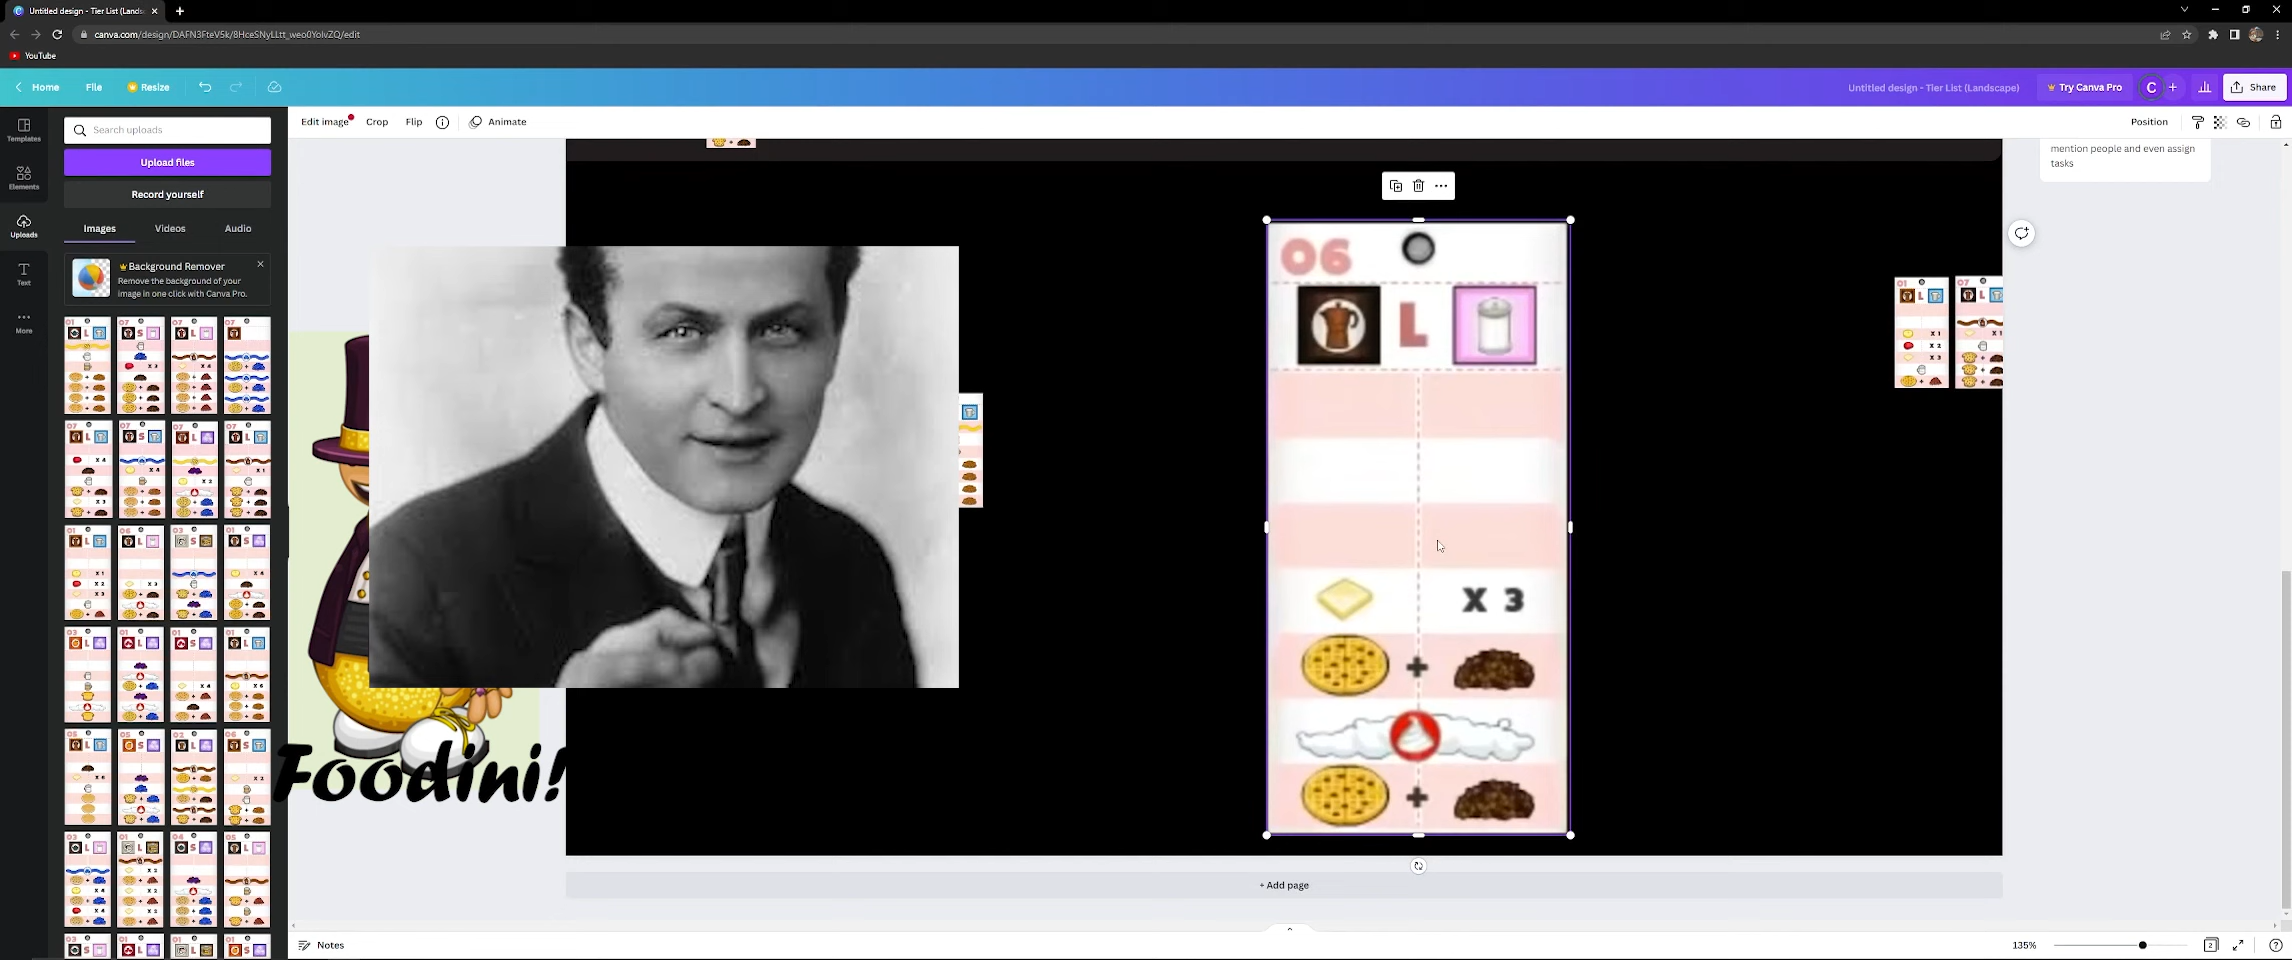 Untitled design - Tier List (Lands
canva.com/design/DAFN3FteV5k/8HceSNyLLtt_weo0YolvZQ/edit
YouTube
Home
File
Resize
Untitled design - Tier List (Landscape)
Try Canva Pro
C
+
Share
Templates
Elements
Uploads
Text
More
Search uploads
Upload files
Record yourself
Images
Videos
Audio
Background Remover
Remove the background of your
image in one click with Canva Pro.
Edit image
Crop
Flip
Animate
Position
mention people and even assign
tasks
06
L
X 3
+
+
Foodini!
+ Add page
Notes
135%
2